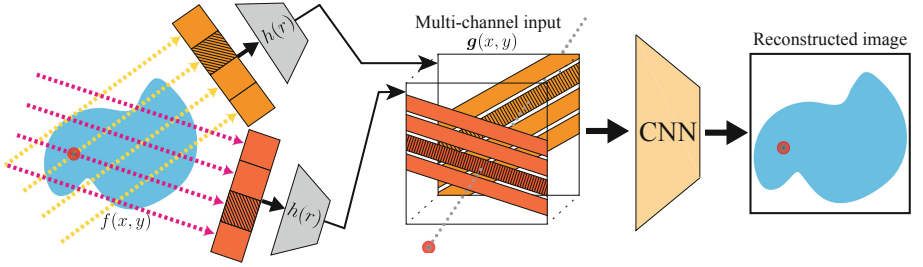 h(r)
Multi-channel input
g(x, y)
Reconstructed image
CNN
h(r)
f(x, y)